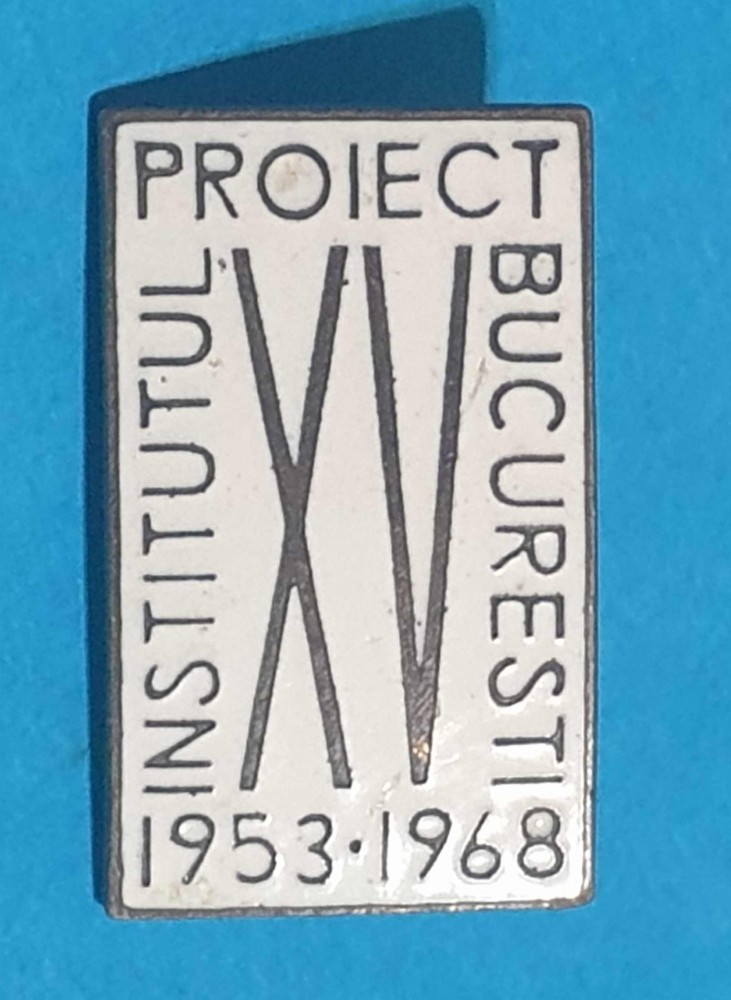 INSTITUTUL
PROIECT
BUCURESTI
XV
1953·1968